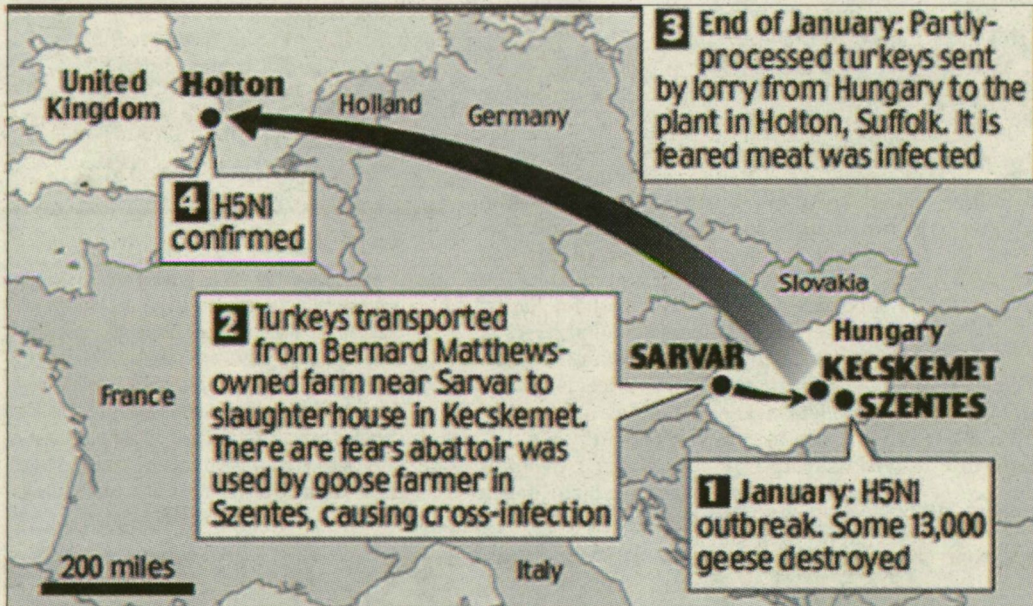 3 End of January: Partly-
processed turkeys sent
by lorry from Hungary to the
plant in Holton, Suffolk. It is
feared meat was infected
United
Kingdom
Holton
Holland
Germany
4 H5N1
confirmed
Slovakia
2 Turkeys transported
from Bernard Matthews-
owned farm near Sarvar to
slaughterhouse in Kecskemet.
There are fears abattoir was
used by goose farmer in
Szentes, causing cross-infection
Hungary
SARVAR
KECSKEMET
SZENTES
France
1 January: H5N1
outbreak. Some 13,000
geese destroyed
200 miles
Italy